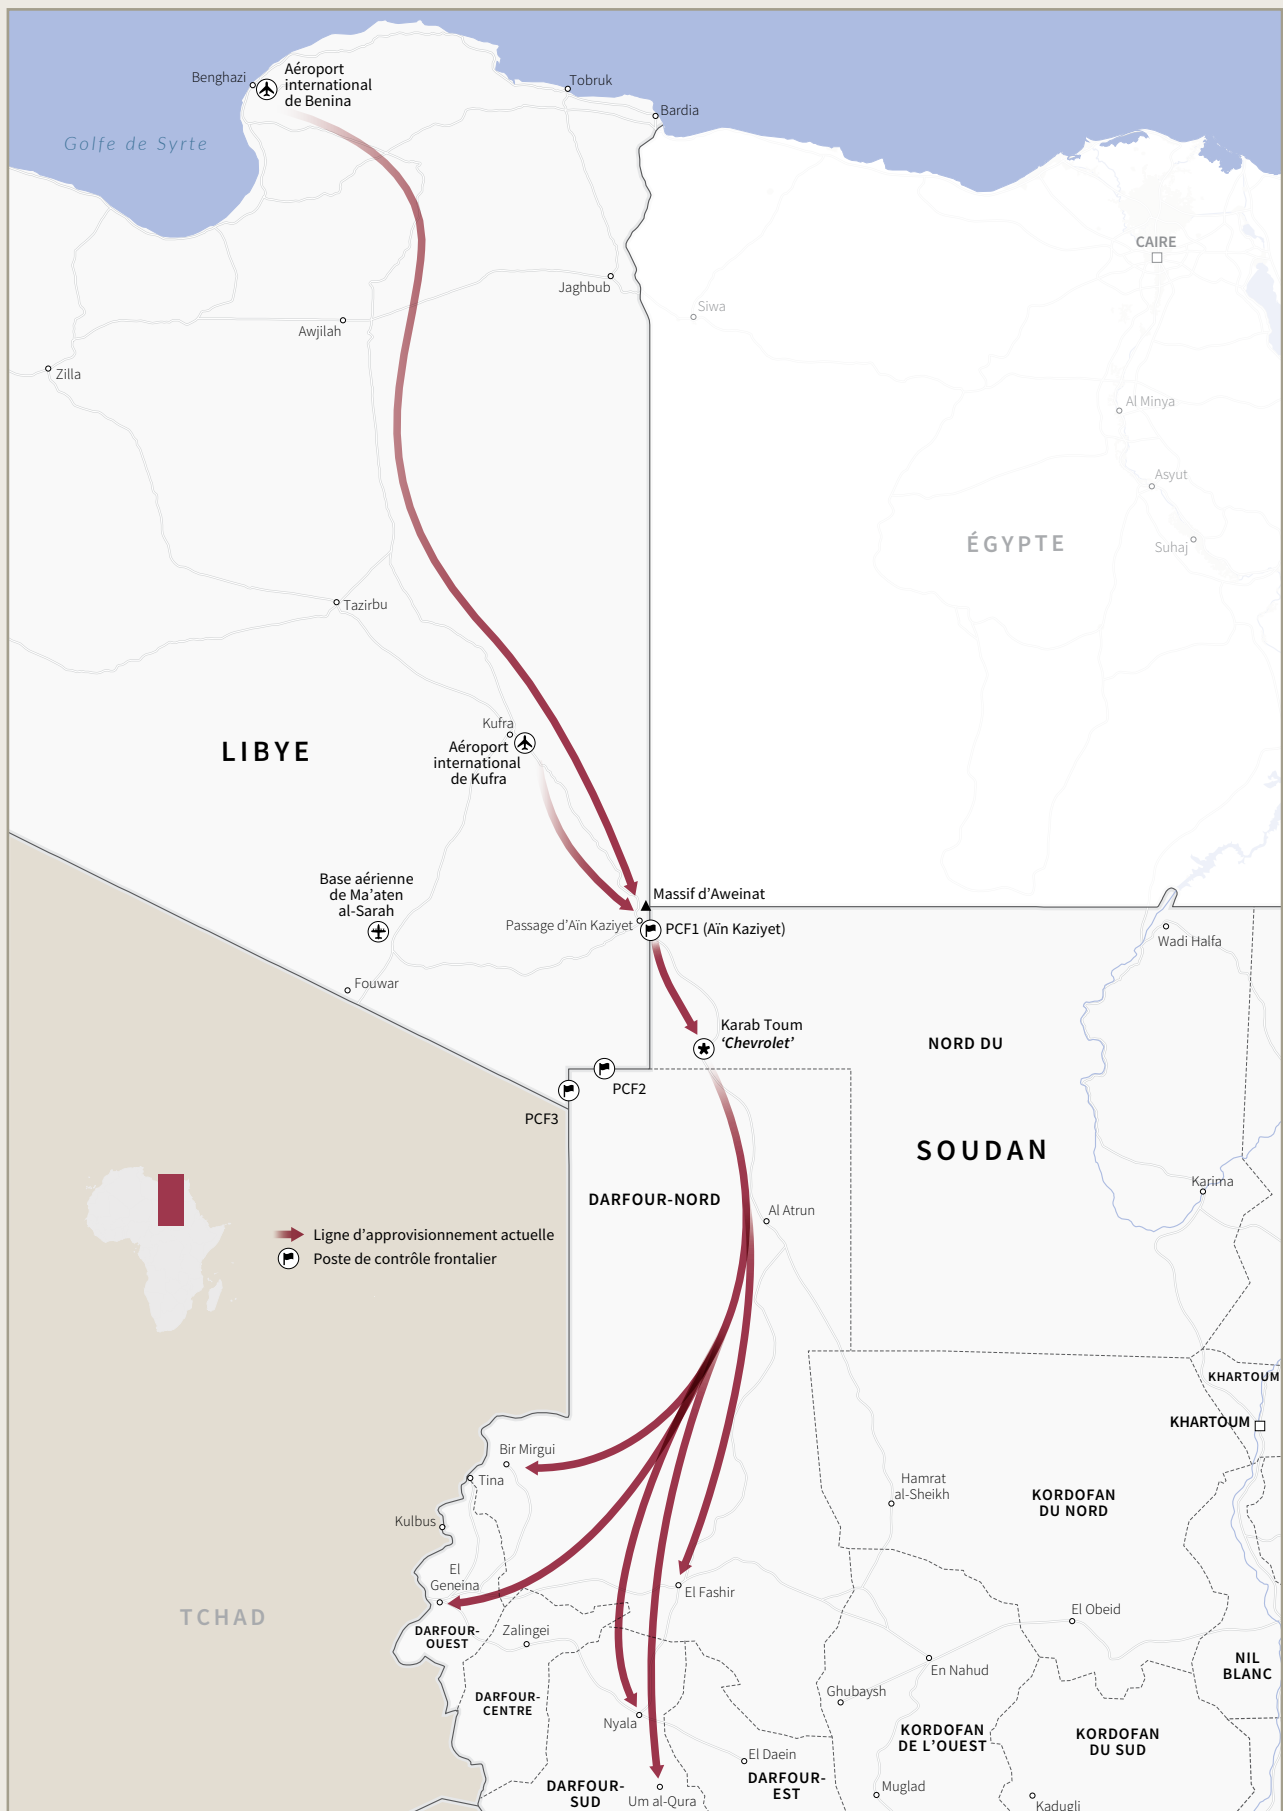 Benghazi
Aéroport
international
de Benina
Tobruk
Bardia
Golfe de Syrte
CAIRE
Jaghbub
Siwa
Awjilah
Zilla
Al Minya
Asyut
ÉGYPTE
Suhaj
Tazirbu
Kufra
Aéroport
international
de Kufra
LIBYE
Base aérienne
de Ma’aten
al-Sarah
Massif d’Aweinat
Passage d’Aïn Kaziyet
PCF1 (Aïn Kaziyet)
Wadi Halfa
Fouwar
Karab Toum
‘Chevrolet’
NORD DU
PCF2
PCF3
SOUDAN
DARFOUR-NORD
Karima
Al Atrun
Ligne d’approvisionnement actuelle
Poste de contrôle frontalier
KHARTOUM
KHARTOUM
Bir Mirgui
Tina
Hamrat
al-Sheikh
KORDOFAN
DU NORD
Kulbus
El
Geneina
El Fashir
TCHAD
El Obeid
DARFOUR-
OUEST
Zalingei
En Nahud
NIL
BLANC
DARFOUR-
CENTRE
Ghubaysh
Nyala
KORDOFAN
DE L’OUEST
KORDOFAN
DU SUD
El Daein
DARFOUR-
EST
DARFOUR-
SUD
Um al-Qura
Muglad
Kadugli